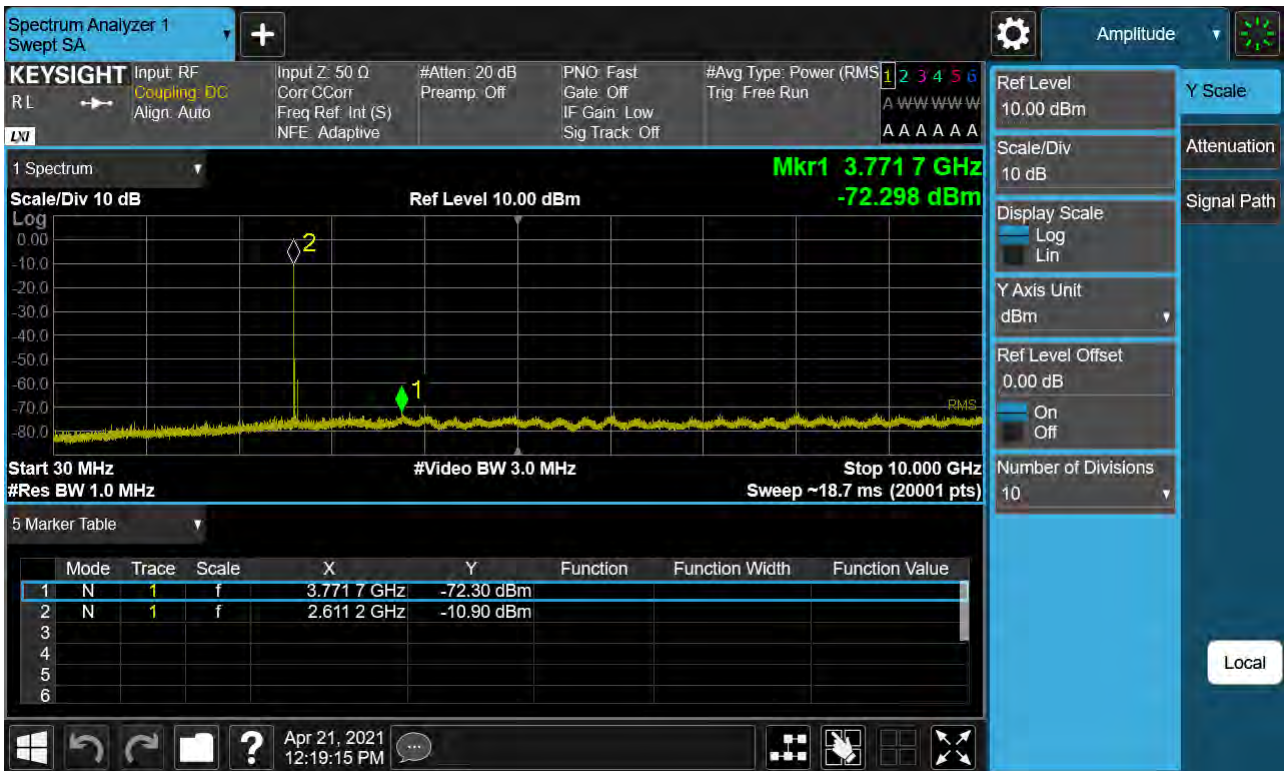 Spectrum Analyzer 1
Swept SA
Amplitude
KEYSIGHT
RL
LXI
Input: RF
Coupling: DC
Align: Auto
Input Z: 50 Ω
Corr CCorr
Freq Ref: Int (S)
NFE: Adaptive
#Atten: 20 dB
Preamp: Off
PNO: Fast
Gate: Off
IF Gain: Low
Sig Track: Off
#Avg Type: Power (RMS
Trig: Free Run
1 2 3 4 5 6
A W W W W W
A A A A A A
1 Spectrum
Mkr1 3.771 7 GHz
Scale/Div 10 dB
Ref Level 10.00 dBm
-72.298 dBm
Log
0.00
-10.0
-20.0
-30.0
-40.0
-50.0
-60.0
-70.0
-80.0
2
1
RMS
Start 30 MHz
#Video BW 3.0 MHz
Stop 10.000 GHz
#Res BW 1.0 MHz
Sweep ~18.7 ms (20001 pts)
5 Marker Table
Mode Trace Scale X Y Function Function Width Function Value
1 N 1 f 3.771 7 GHz -72.30 dBm
2 N 1 f 2.611 2 GHz -10.90 dBm
3
4
5
6
Ref Level
10.00 dBm
Scale/Div
10 dB
Display Scale
Log
Lin
Y Axis Unit
dBm
Ref Level Offset
0.00 dB
On
Off
Number of Divisions
10
Y Scale
Attenuation
Signal Path
Local
?
Apr 21, 2021
12:19:15 PM